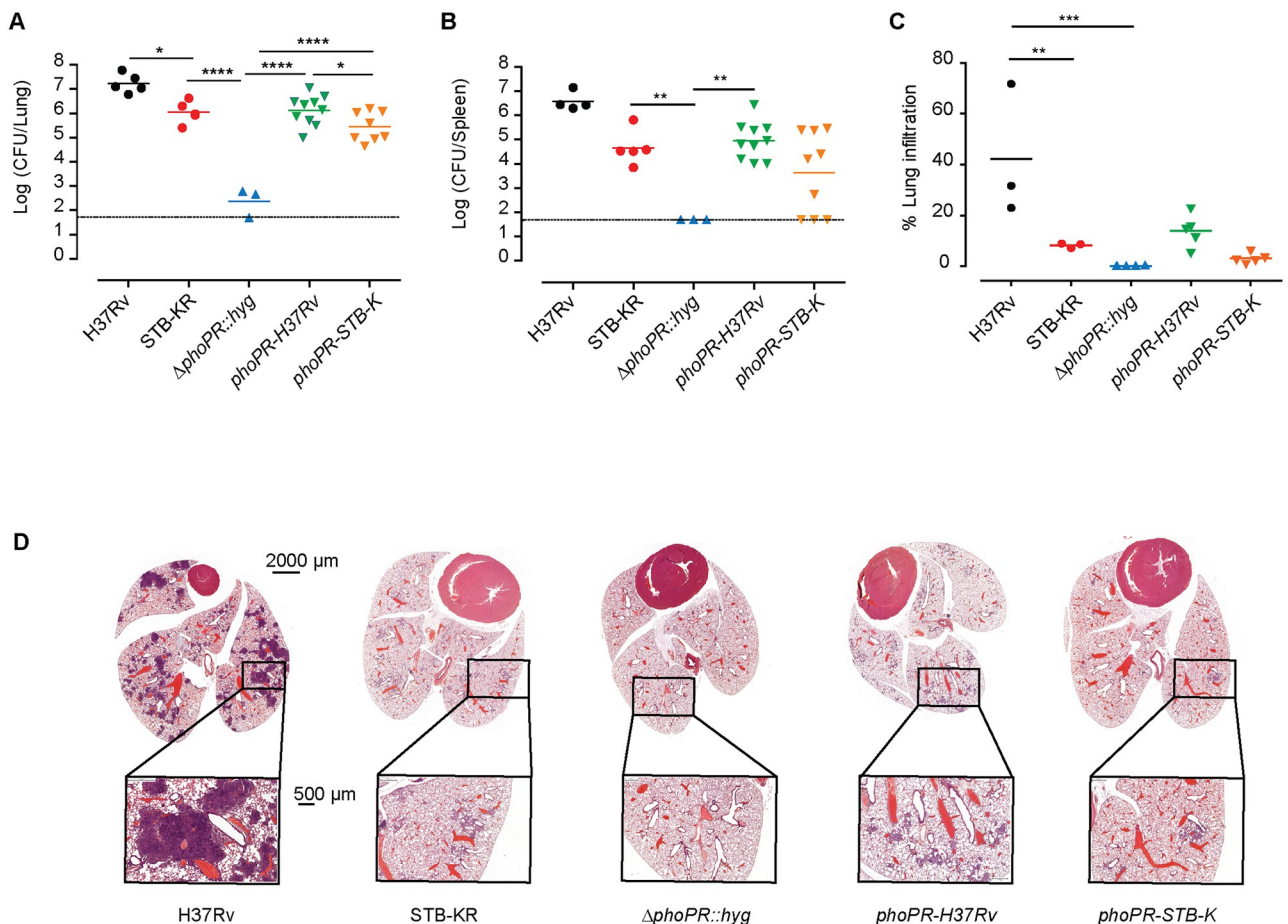 A
Log (CFU/Lung)
8
7
6
5
4
3
2
1
0
*
****
****
****
*
H37Rv
STB-KR
ΔphoPR::hyg
phoPR-H37Rv
phoPR-STB-K
B
Log (CFU/Spleen)
8
7
6
5
4
3
2
1
0
**
**
H37Rv
STB-KR
ΔphoPR::hyg
phoPR-H37Rv
phoPR-STB-K
C
% Lung infiltration
80
60
40
20
0
***
**
H37Rv
STB-KR
ΔphoPR::hyg
phoPR-H37Rv
phoPR-STB-K
D
2000 µm
500 µm
H37Rv
STB-KR
ΔphoPR::hyg
phoPR-H37Rv
phoPR-STB-K